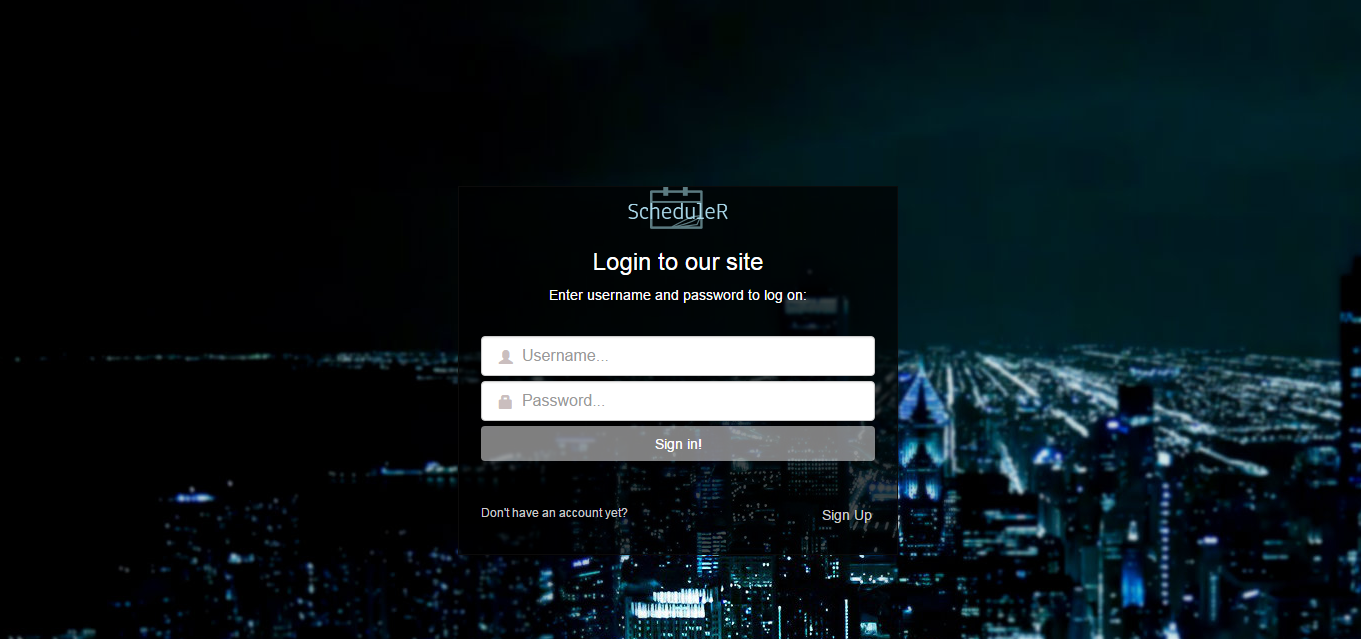 ScheduleR
Login to our site
Enter username and password to log on:
Username...
Password...
Sign in!
Don't have an account yet?
Sign Up